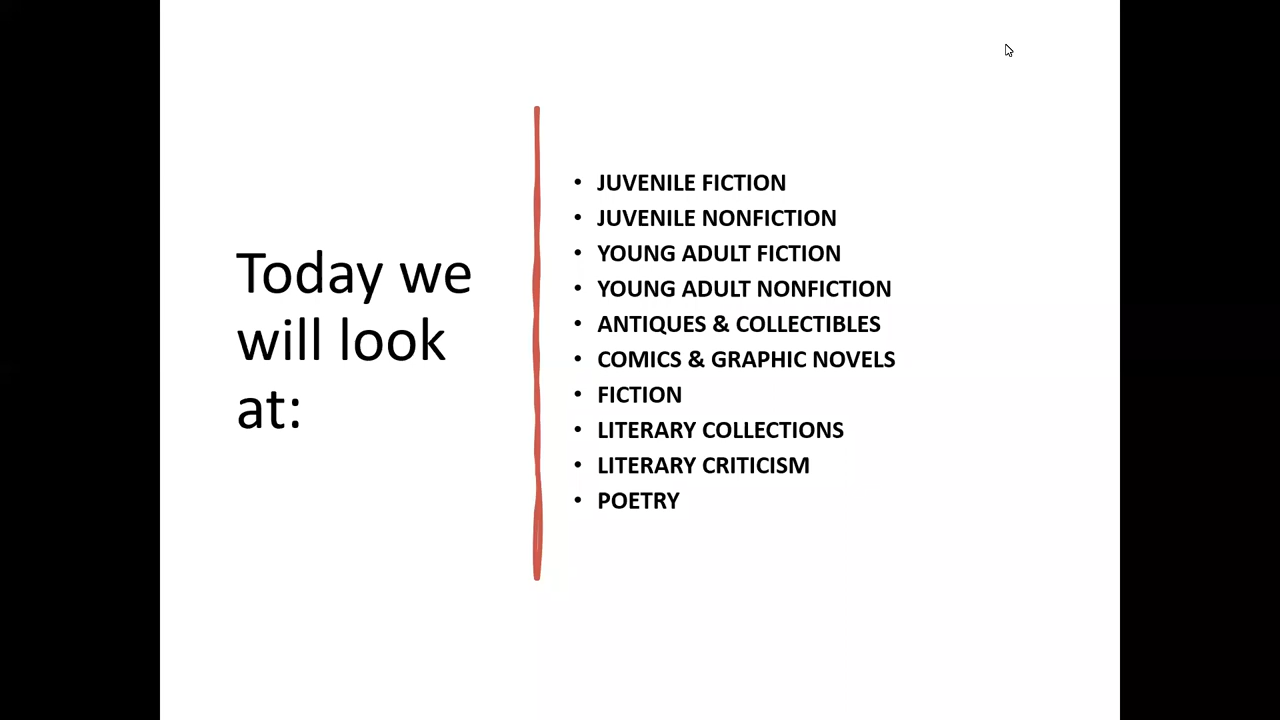 Today we
will look
at:
• JUVENILE FICTION
• JUVENILE NONFICTION
• YOUNG ADULT FICTION
• YOUNG ADULT NONFICTION
• ANTIQUES & COLLECTIBLES
• COMICS & GRAPHIC NOVELS
• FICTION
• LITERARY COLLECTIONS
• LITERARY CRITICISM
• POETRY